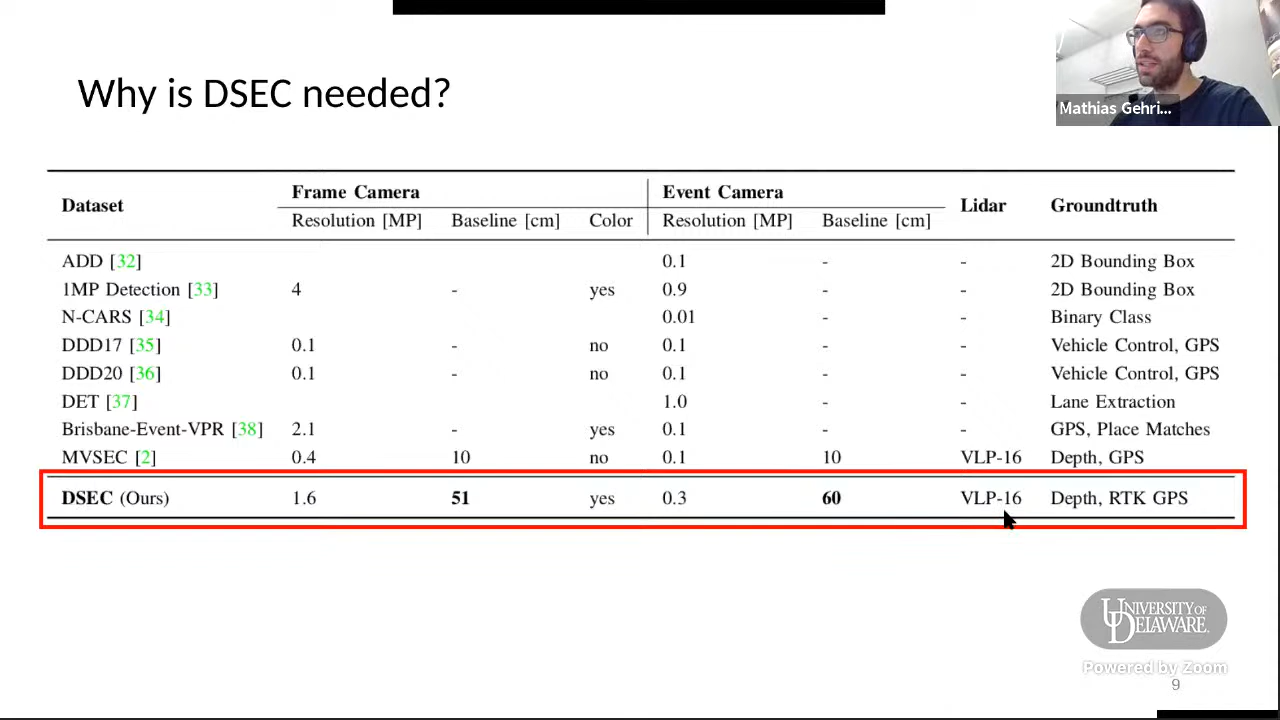 Why is DSEC needed?
Mathias Gehri...
Dataset Frame Camera Event Camera Lidar Groundtruth
Resolution [MP] Baseline [cm] Color Resolution [MP] Baseline [cm]
ADD [32] 0.1 - - 2D Bounding Box
1MP Detection [33] 4 - yes 0.9 - - 2D Bounding Box
N-CARS [34] 0.01 - - Binary Class
DDD17 [35] 0.1 - no 0.1 - - Vehicle Control, GPS
DDD20 [36] 0.1 - no 0.1 - - Vehicle Control, GPS
DET [37] 1.0 - - Lane Extraction
Brisbane-Event-VPR [38] 2.1 - yes 0.1 - - GPS, Place Matches
MVSEC [2] 0.4 10 no 0.1 10 VLP-16 Depth, GPS
DSEC (Ours) 1.6 51 yes 0.3 60 VLP-16 Depth, RTK GPS
UNIVERSITY OF
DELAWARE.
Powered by Zoom
9